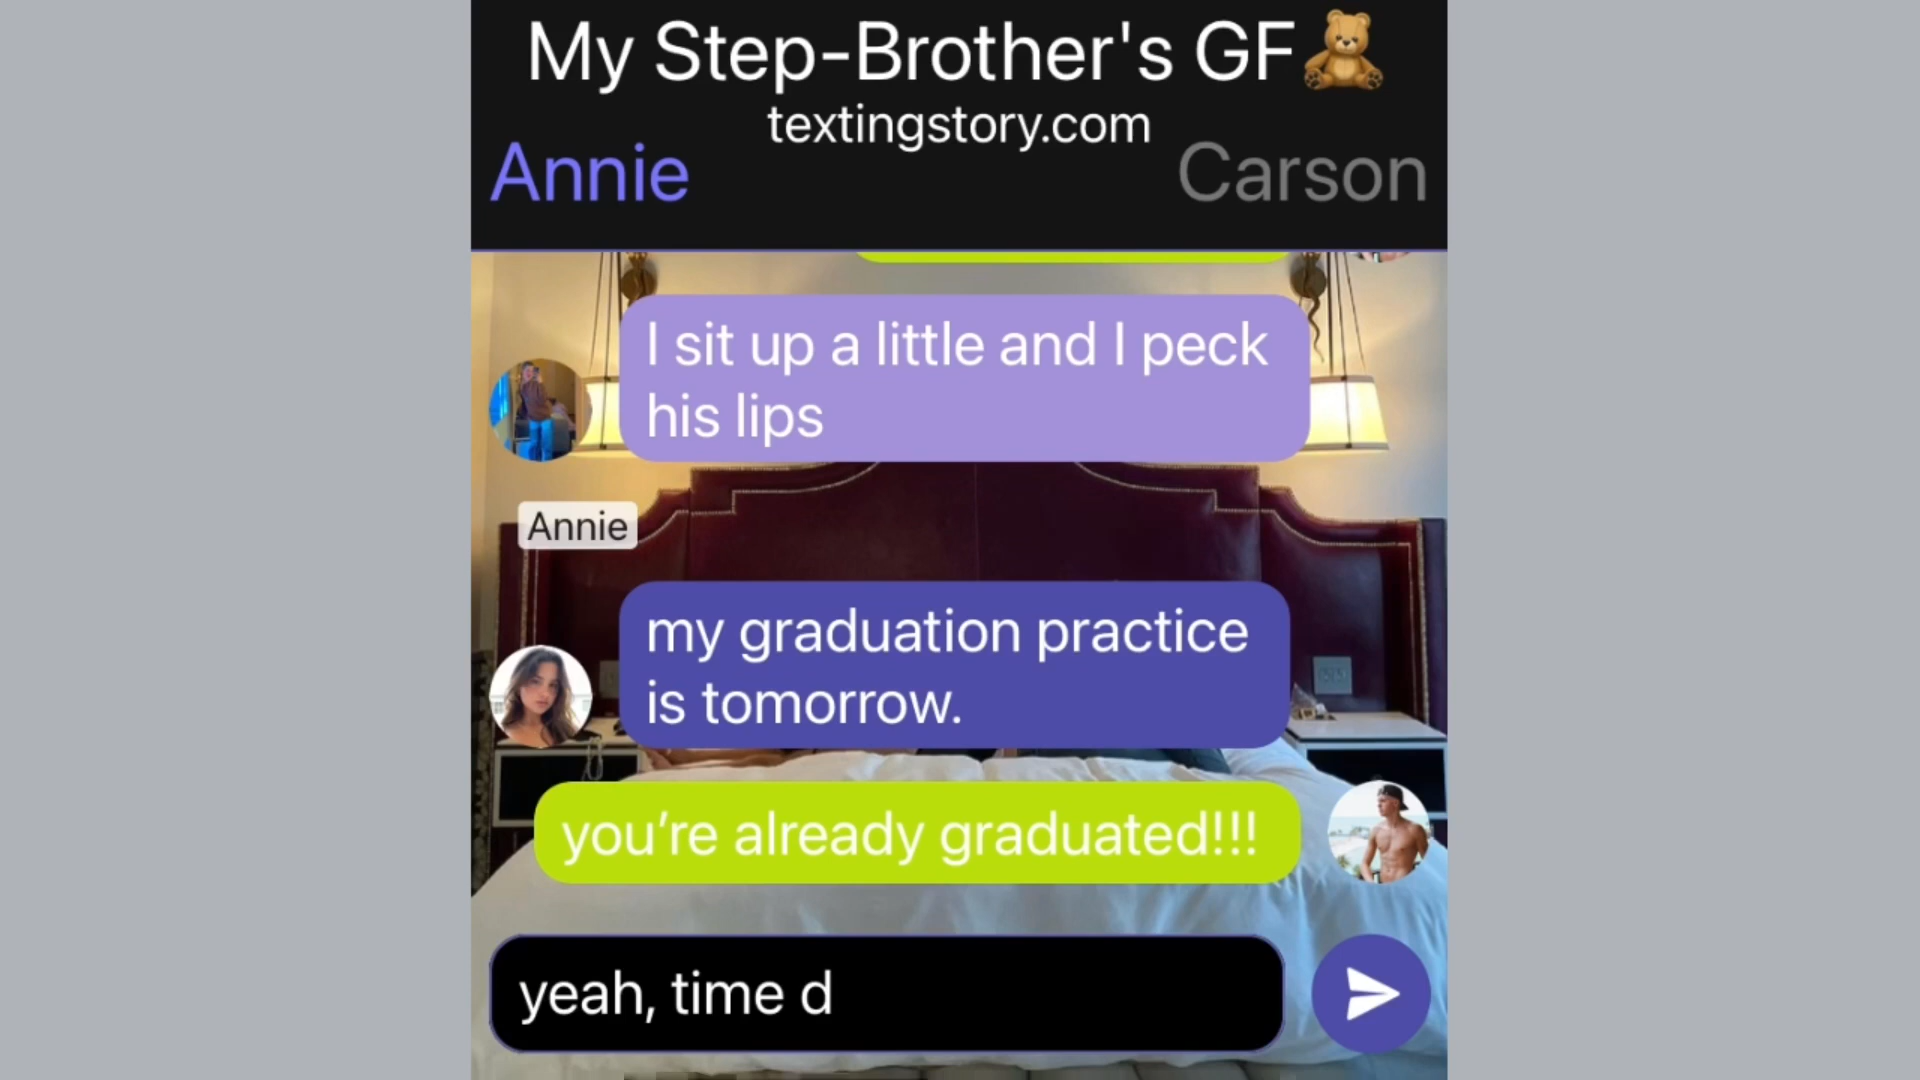 My Step-Brother's GF🧸
textingstory.com
Annie
Carson
I sit up a little and I peck
his lips
Annie
my graduation practice
is tomorrow.
you’re already graduated!!!
yeah, time d